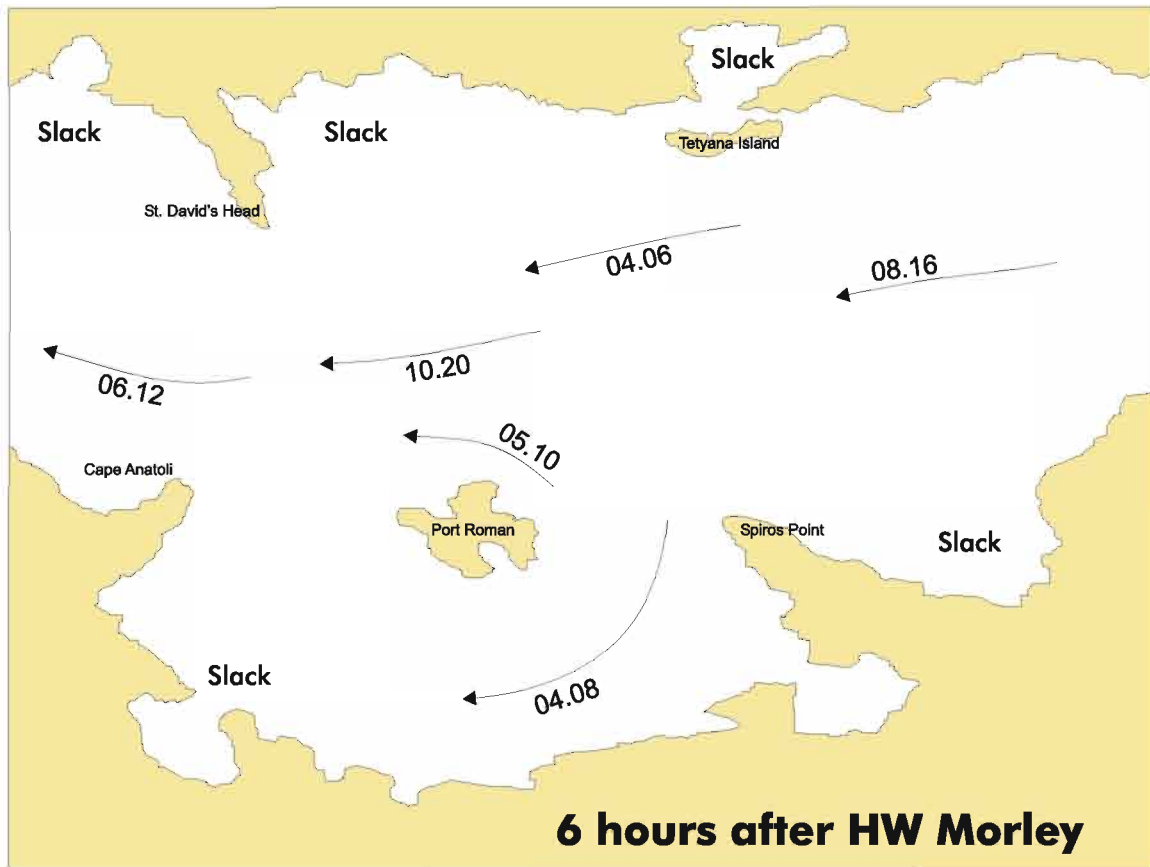 Slack
Slack
Slack
Tetyana Island
St. David's Head
04.06
08.16
10.20
06.12
05.10
Cape Anatoli
Port Roman
Spiros Point
Slack
Slack
04.08
6 hours after HW Morley